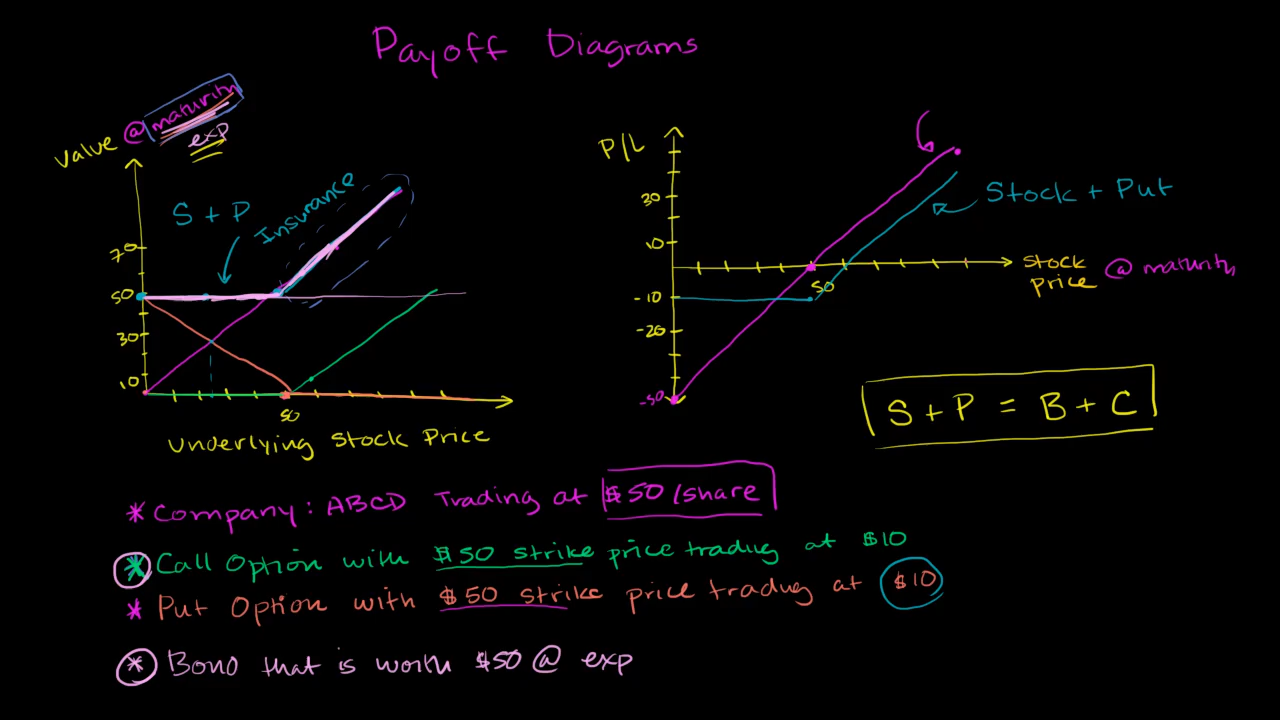 Payoff Diagrams
Value @ maturity
exp
S + P
Insurance
70
50
30
10
50
Underlying Stock Price
P/L
30
10
-10
-20
-50
50
Stock + Put
Stock Price @ maturity
S + P = B + C
* Company: ABCD Trading at $50/share
* Call Option with $50 strike price trading at $10
* Put Option with $50 strike price trading at $10
* Bond that is worth $50 @ exp